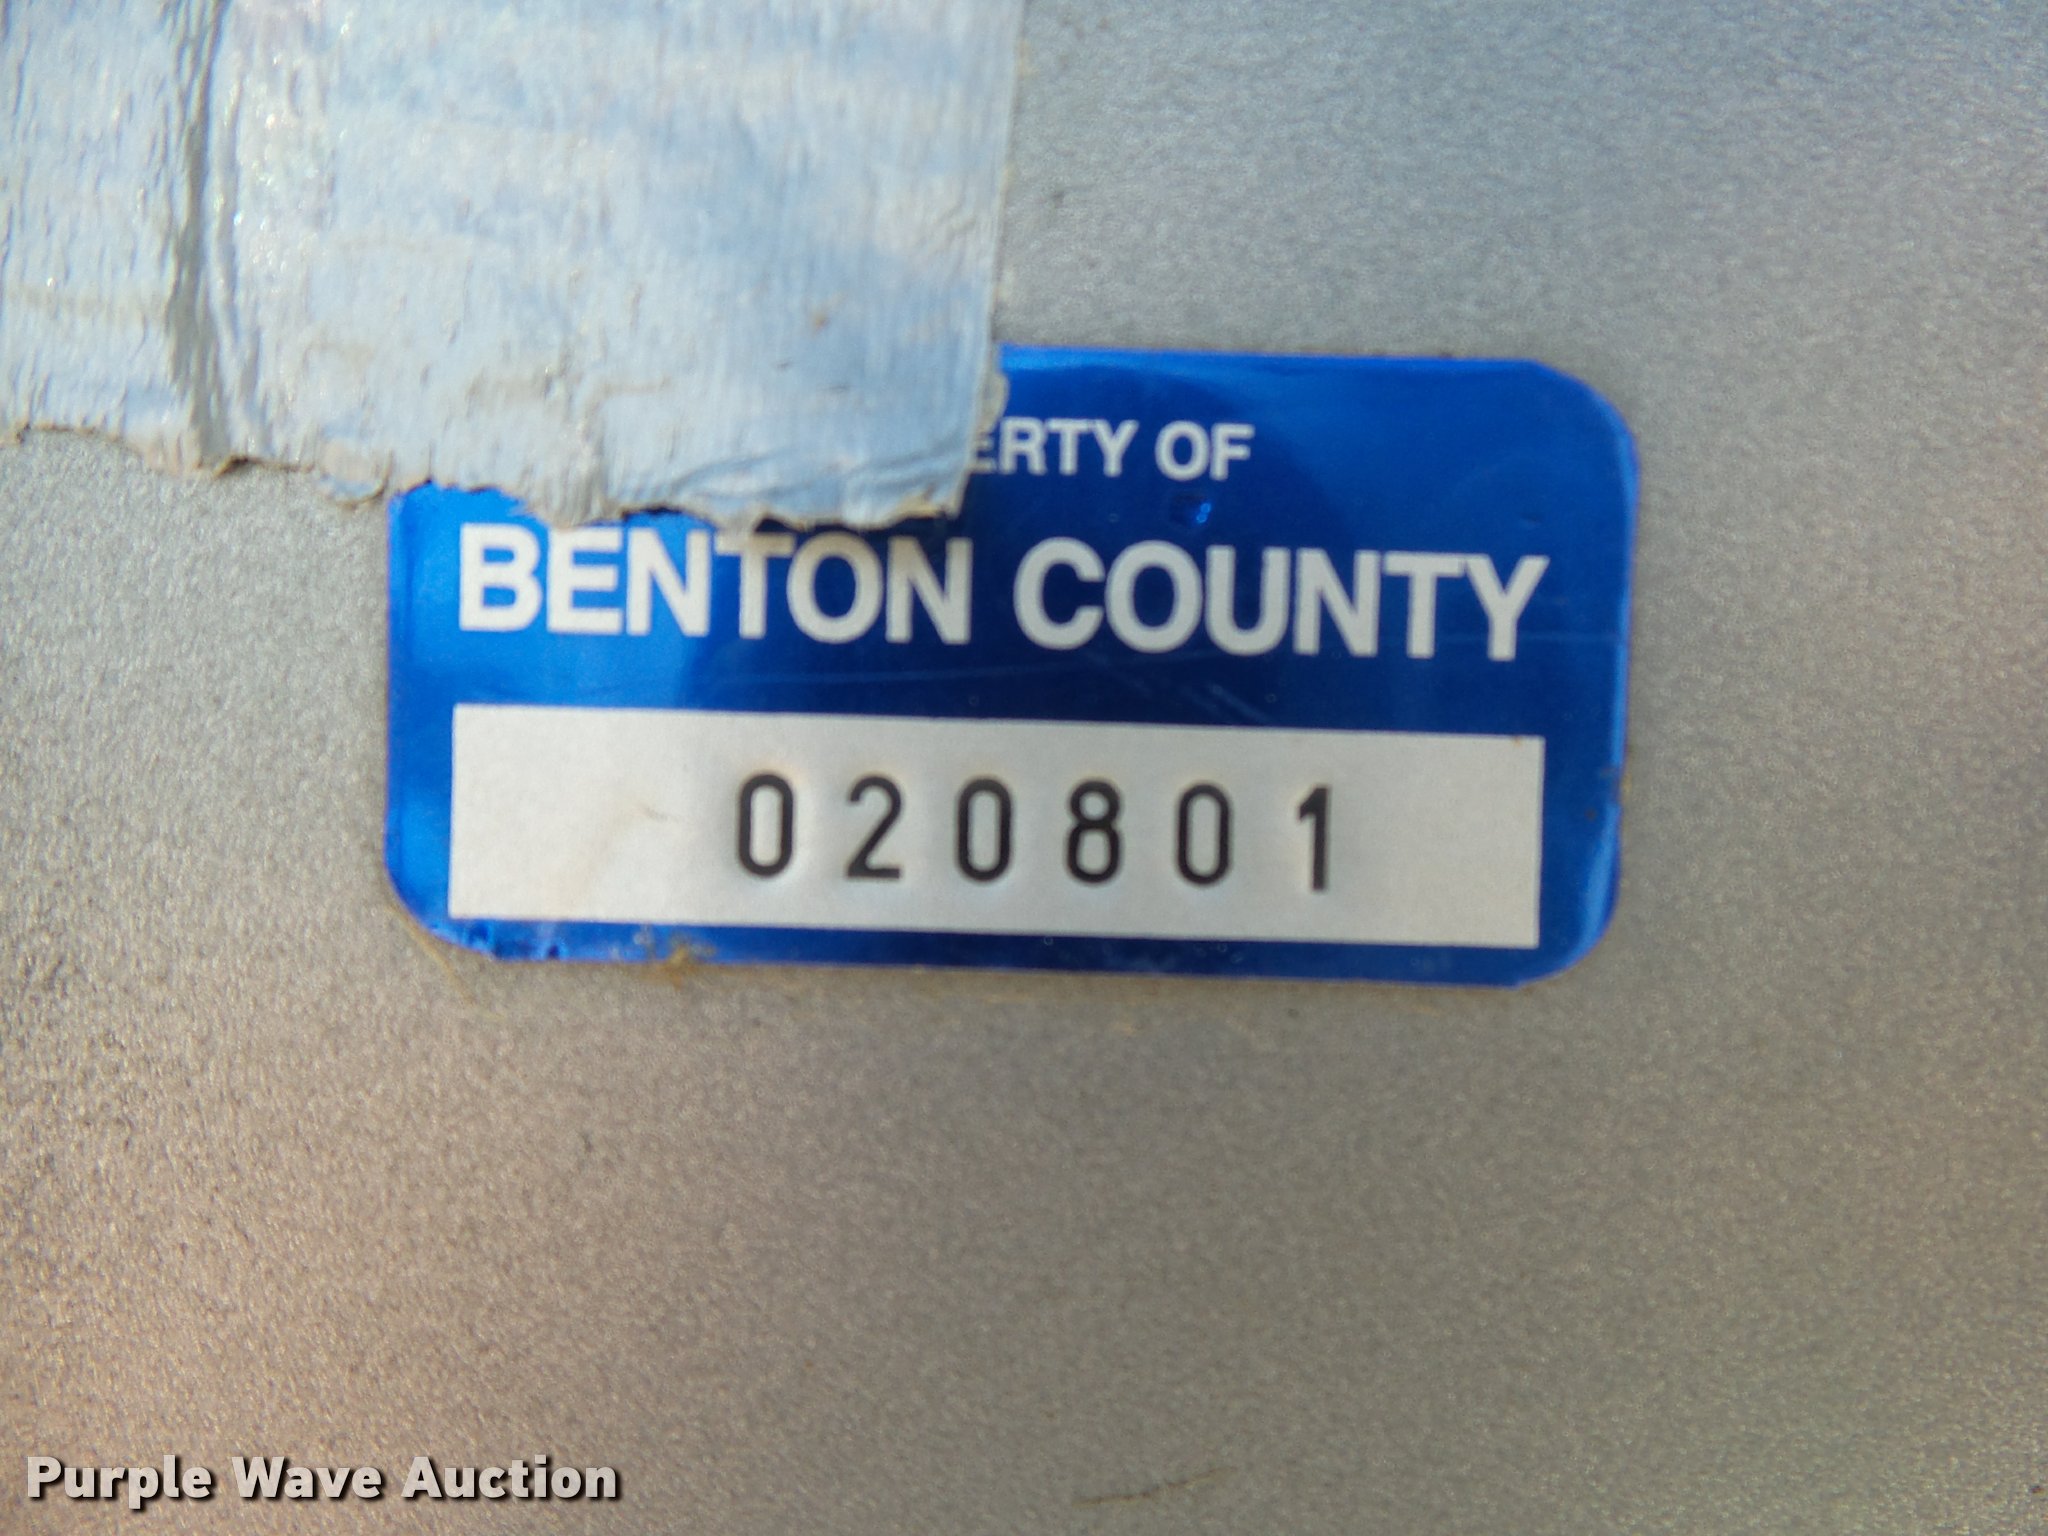 ERTY OF
BENTON COUNTY
020801
Purple Wave Auction